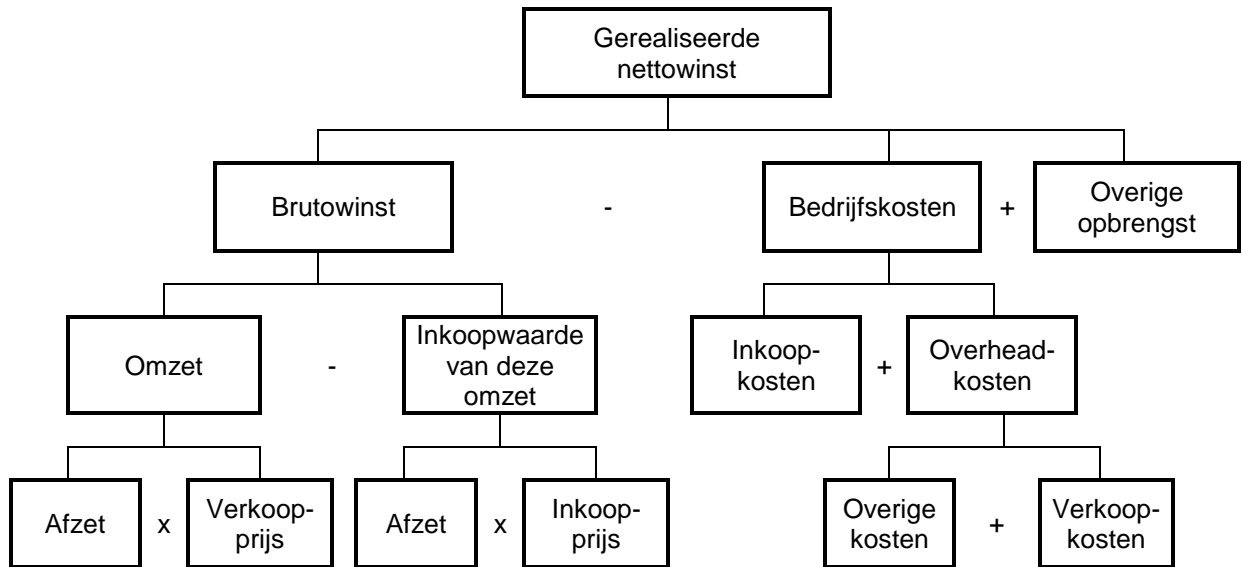 Gerealiseerde
nettowinst
Brutowinst
-
Bedrijfskosten
+
Overige
opbrengst
Omzet
-
Inkoopwaarde
van deze
omzet
Inkoop-
kosten
+
Overhead-
kosten
Afzet
x
Verkoop-
prijs
Afzet
x
Inkoop-
prijs
Overige
kosten
+
Verkoop-
kosten